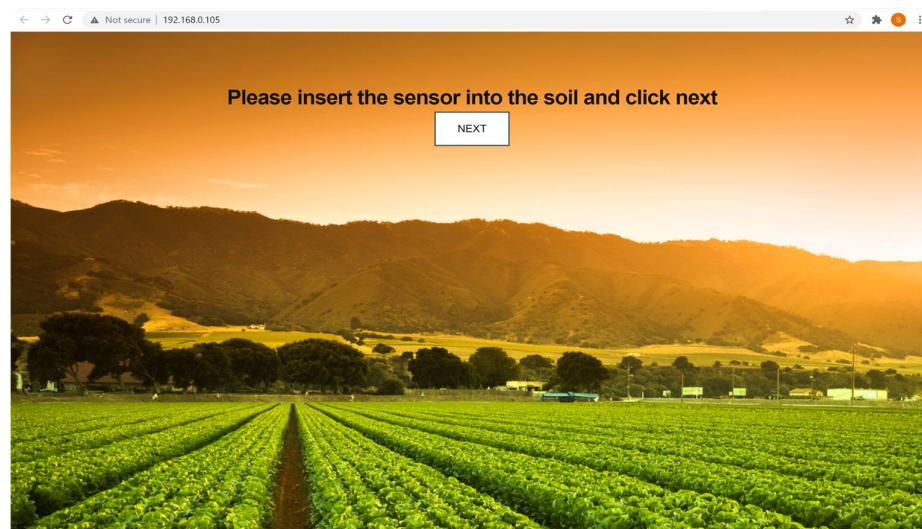 Not secure | 192.168.0.105
S
Please insert the sensor into the soil and click next
NEXT